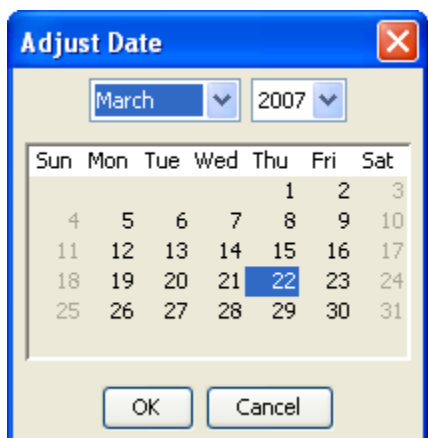 Adjust Date
March 2007
Sun Mon Tue Wed Thu Fri Sat
1 2 3
4 5 6 7 8 9 10
11 12 13 14 15 16 17
18 19 20 21 22 23 24
25 26 27 28 29 30 31
OK Cancel